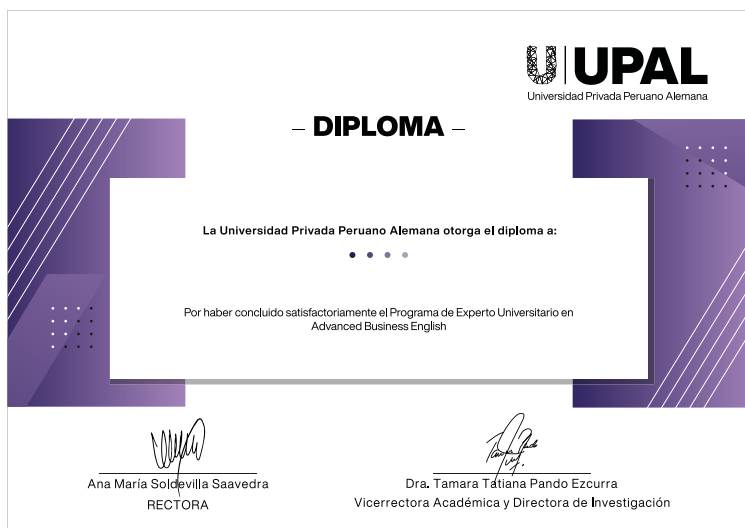 UPAL
Universidad Privada Peruano Alemana
– DIPLOMA –
La Universidad Privada Peruano Alemana otorga el diploma a:
Por haber concluido satisfactoriamente el Programa de Experto Universitario en
Advanced Business English
Ana María Soldevilla Saavedra
RECTORA
Dra. Tamara Tatiana Pando Ezcurra
Vicerrectora Académica y Directora de Investigación